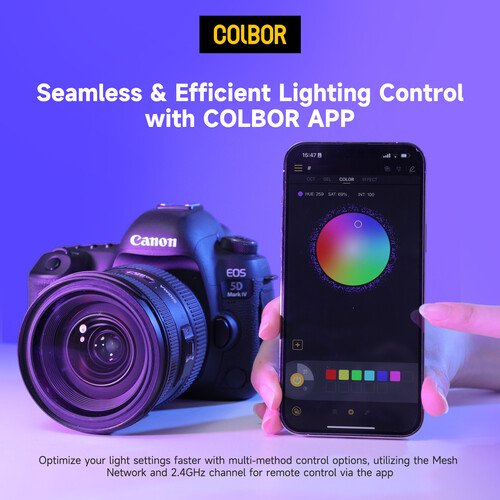 COLBOR
Seamless & Efficient Lighting Control
with COLBOR APP
15:47
#
CCT GEL COLOR EFFECT
HUE: 259 SAT: 69% INT: 100
Canon
EOS
5D
Mark IV
Optimize your light settings faster with multi-method control options, utilizing the Mesh
Network and 2.4GHz channel for remote control via the app